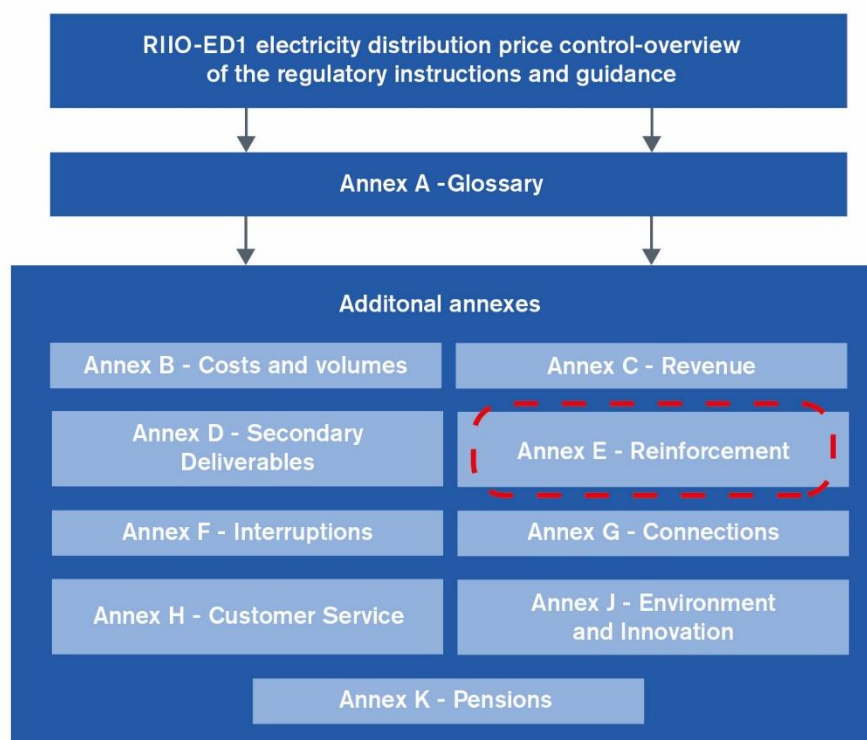 RIIO-ED1 electricity distribution price control-overview
of the regulatory instructions and guidance
Annex A -Glossary
Additonal annexes
Annex B - Costs and volumes
Annex C - Revenue
Annex D - Secondary
Deliverables
Annex E - Reinforcement
Annex F - Interruptions
Annex G - Connections
Annex H - Customer Service
Annex J - Environment
and Innovation
Annex K - Pensions